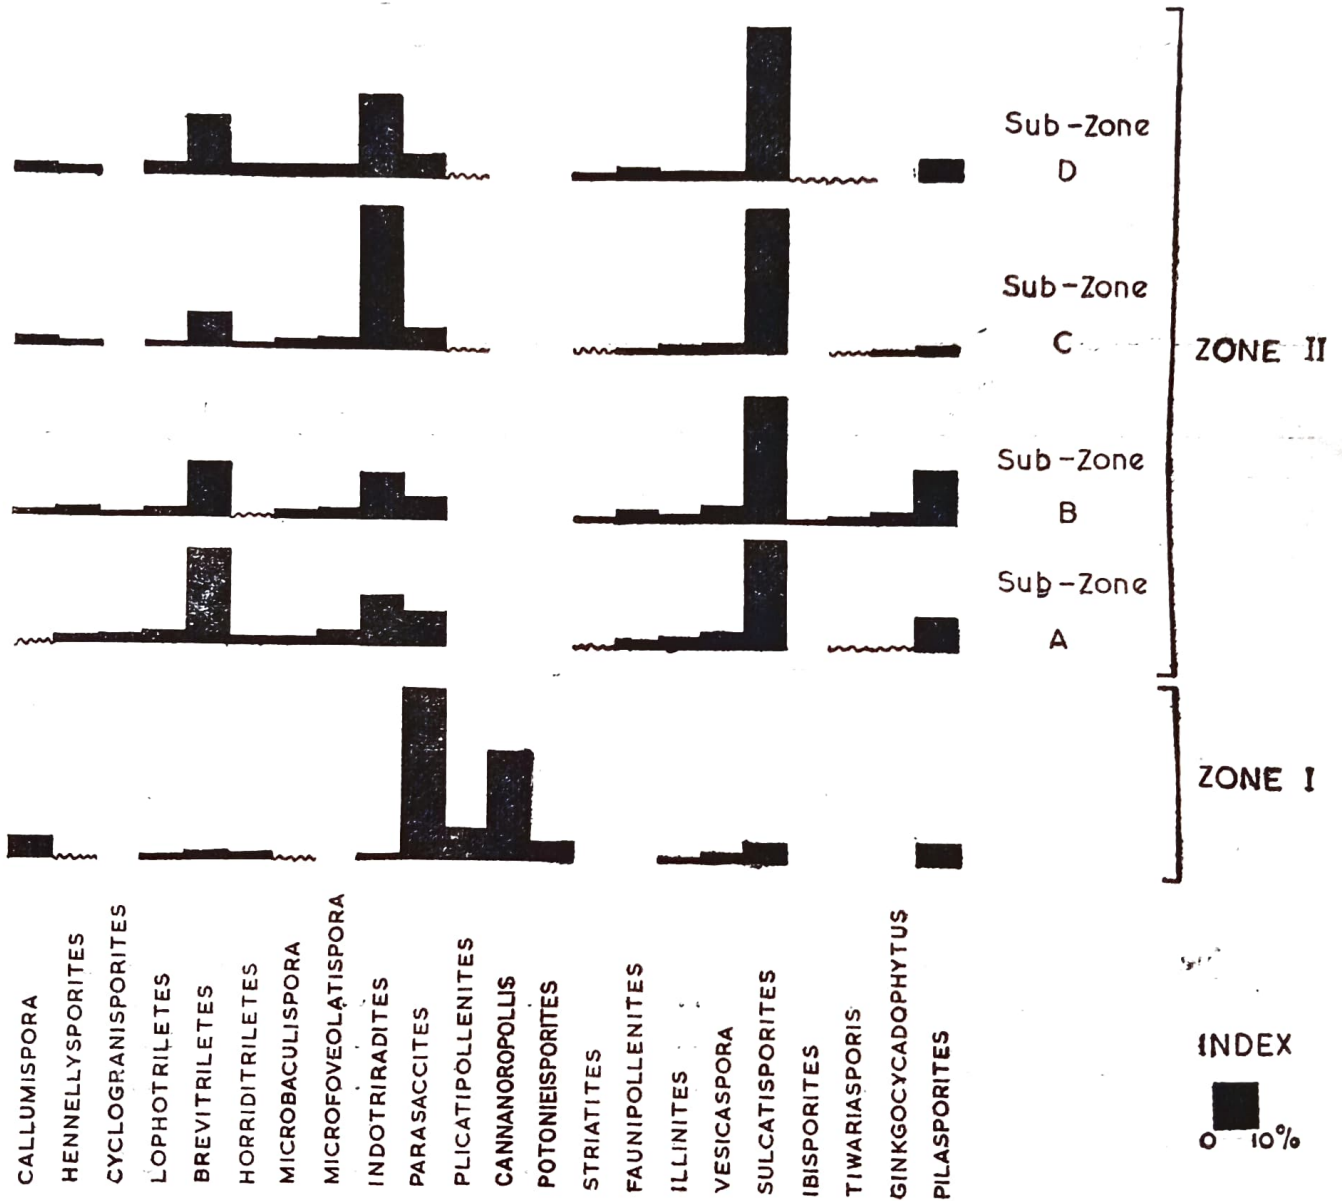 Sub-Zone
D
Sub-Zone
C
ZONE II
Sub-Zone
B
Sub-Zone
A
ZONE I
CALLUMISPORA
HENNELLYSPORITES
CYCLOGRANISPORITES
LOPHOTRILETES
BREVITRILETES
HORRIDITRILETES
MICROBACULISPORA
MICROFOVEOLATISPORA
INDOTRIRADITES
PARASACCITES
PLICATIPOLLENITES
CANNANOROPOLLIS
POTONIEISPORITES
STRIATITES
FAUNIPOLLENITES
ILLINITES
VESICASPORA
SULCATISPORITES
IBISPORITES
TIWARIASPORIS
GINKGOCYCADOPHYTUS
PILASPORITES
INDEX
0 10%